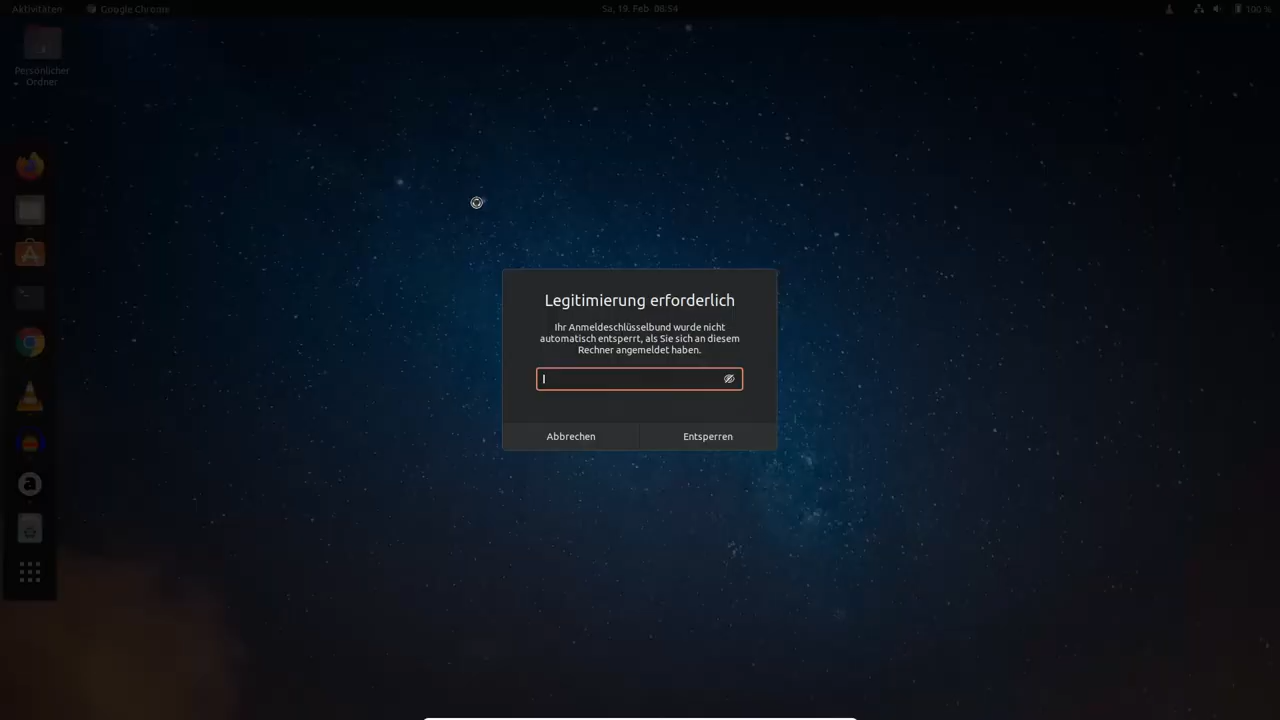 Aktivitäten
Google Chrome
Sa, 19. Feb 08:54
100 %
Persönlicher
Ordner
Legitimierung erforderlich
Ihr Anmeldeschlüsselbund wurde nicht
automatisch entsperrt, als Sie sich an diesem
Rechner angemeldet haben.
Abbrechen
Entsperren